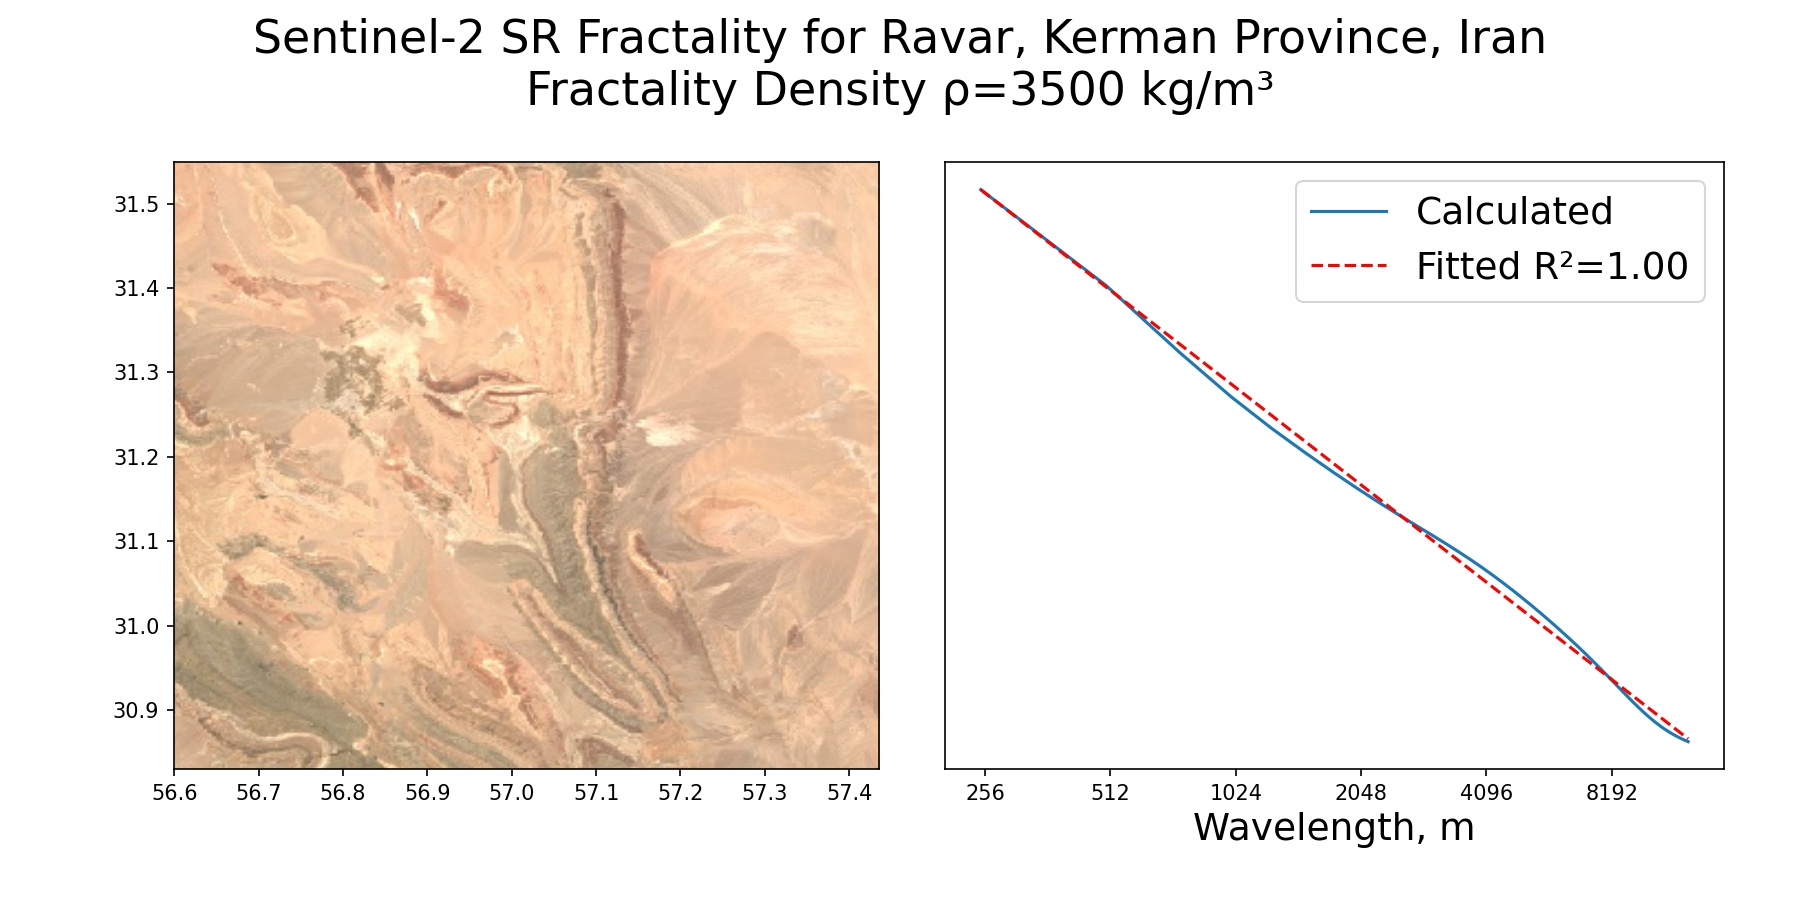 Sentinel-2 SR Fractality for Ravar, Kerman Province, Iran
Fractality Density ρ=3500 kg/m³
31.5
31.4
31.3
31.2
31.1
31.0
30.9
56.6 56.7 56.8 56.9 57.0 57.1 57.2 57.3 57.4
Calculated
Fitted R²=1.00
256 512 1024 2048 4096 8192
Wavelength, m